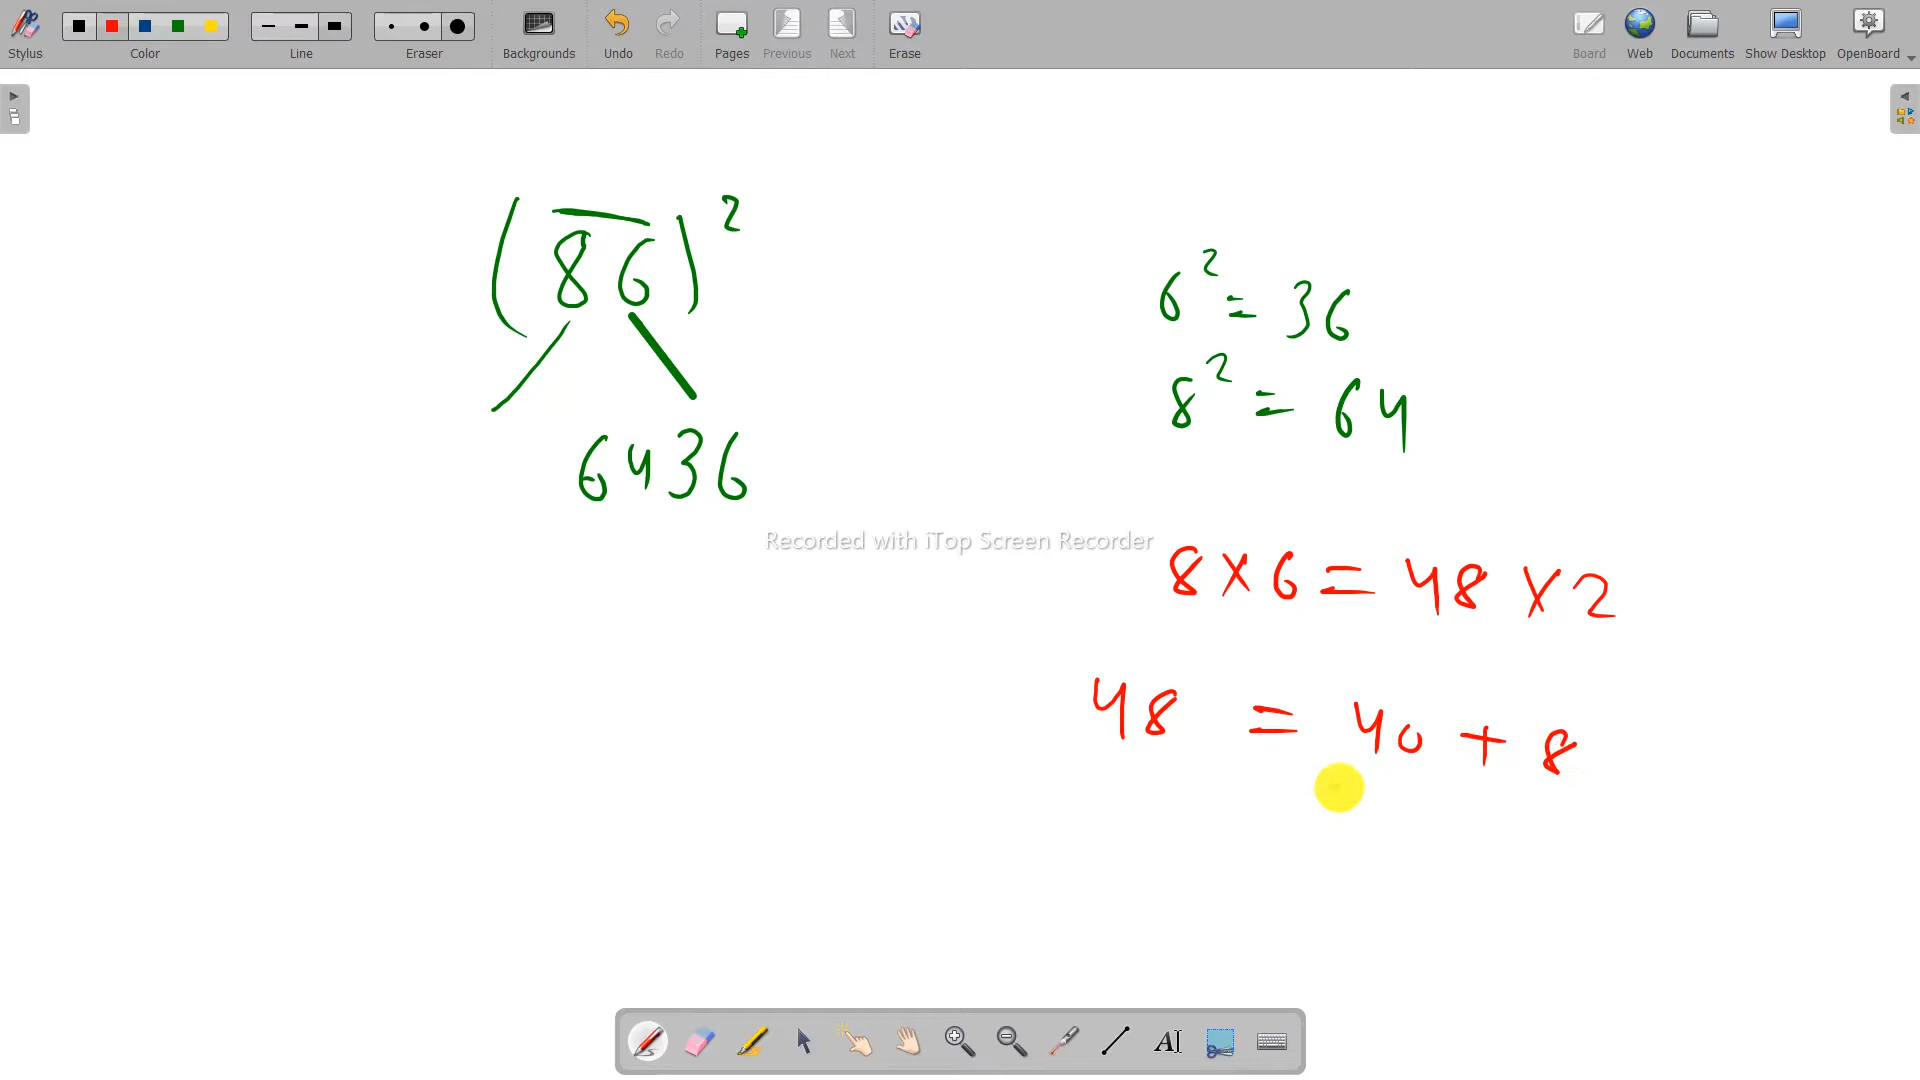 Stylus
Color
Line
Eraser
Backgrounds
Undo
Redo
Pages
Previous
Next
Erase
Board
Web
Documents
Show Desktop
OpenBoard
(86)²
6436
6² = 36
8² = 64
Recorded with iTop Screen Recorder
8 × 6 = 48 × 2
48 = 40 + 8
AI